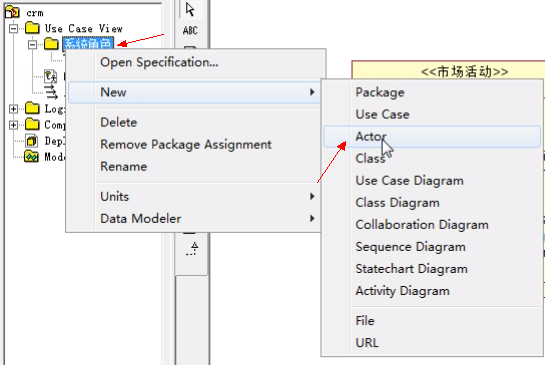 crm
Use Case View
系统角色
ABC
Open Specification...
New
Delete
Remove Package Assignment
Rename
Units
Data Modeler
Package
Use Case
Actor
Class
Use Case Diagram
Class Diagram
Collaboration Diagram
Sequence Diagram
Statechart Diagram
Activity Diagram
File
URL
<<市场活动>>
Logi
Comp
Depl
Mode